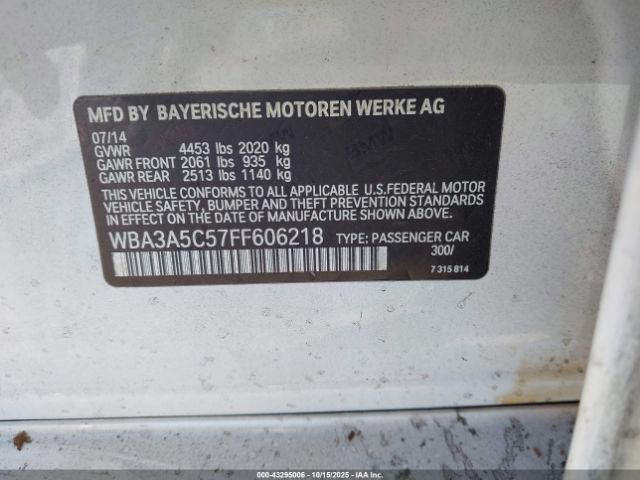 MFD BY BAYERISCHE MOTOREN WERKE AG
07/14
GVWR 4453 lbs 2020 kg
GAWR FRONT 2061 lbs 935 kg
GAWR REAR 2513 lbs 1140 kg
THIS VEHICLE CONFORMS TO ALL APPLICABLE U.S.FEDERAL MOTOR
VEHICLE SAFETY, BUMPER AND THEFT PREVENTION STANDARDS
IN EFFECT ON THE DATE OF MANUFACTURE SHOWN ABOVE.
WBA3A5C57FF606218 TYPE: PASSENGER CAR
300/
7 315 814
000-43295006 - 10/15/2025 - COPART